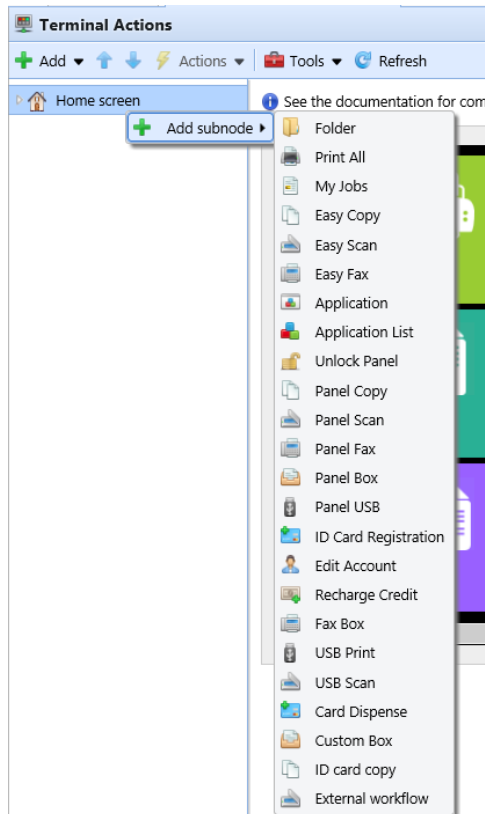 Terminal Actions
Add Actions Tools Refresh
Home screen
See the documentation for com
Add subnode
Folder
Print All
My Jobs
Easy Copy
Easy Scan
Easy Fax
Application
Application List
Unlock Panel
Panel Copy
Panel Scan
Panel Fax
Panel Box
Panel USB
ID Card Registration
Edit Account
Recharge Credit
Fax Box
USB Print
USB Scan
Card Dispense
Custom Box
ID card copy
External workflow